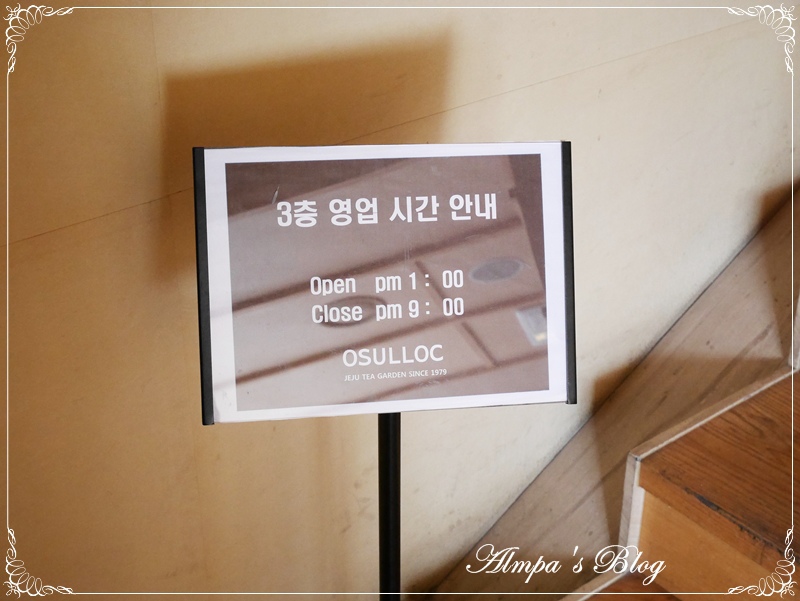 3층 영업 시간 안내
Open pm 1 : 00
Close pm 9 : 00
OSULLOC
JEJU TEA GARDEN SINCE 1979
Almpa's Blog